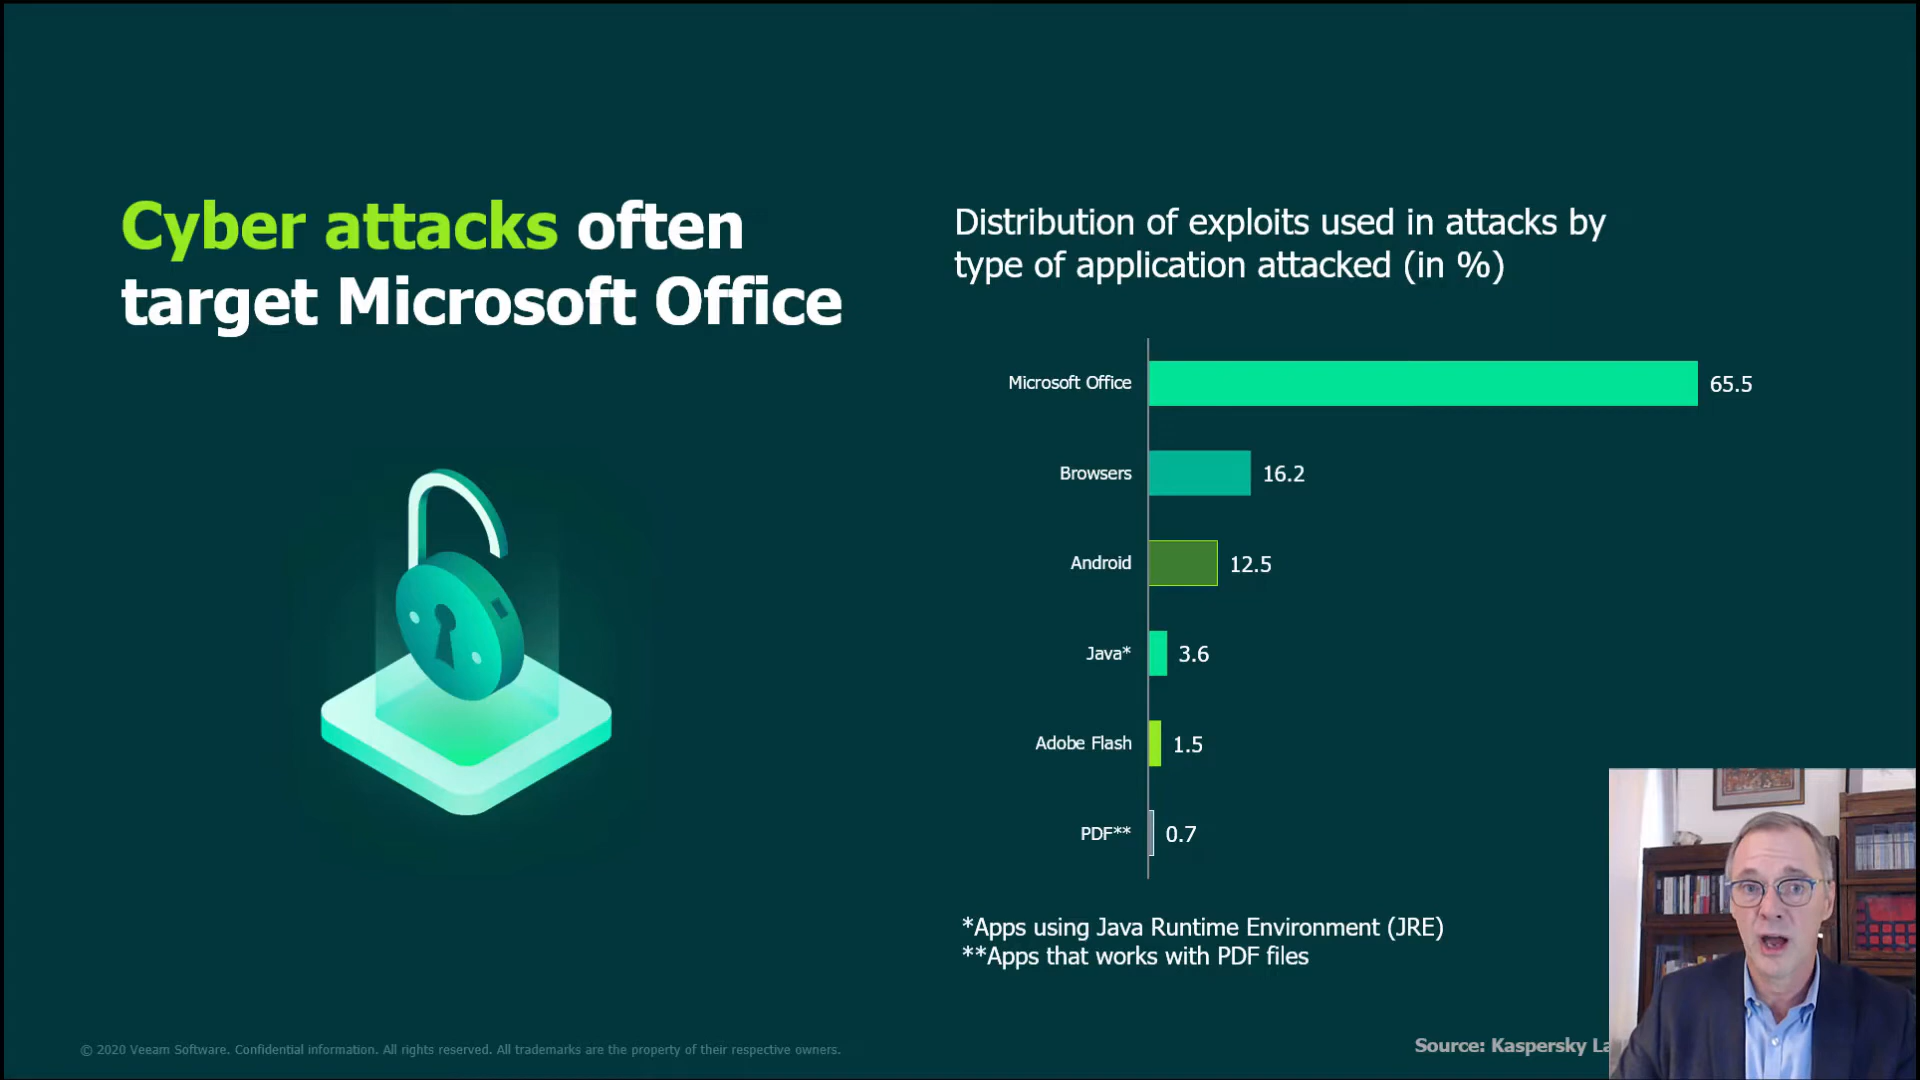 Cyber attacks often
target Microsoft Office
Distribution of exploits used in attacks by
type of application attacked (in %)
Microsoft Office 65.5
Browsers 16.2
Android 12.5
Java* 3.6
Adobe Flash 1.5
PDF** 0.7
*Apps using Java Runtime Environment (JRE)
**Apps that works with PDF files
© 2020 Veeam Software. Confidential information. All rights reserved. All trademarks are the property of their respective owners.
Source: Kaspersky